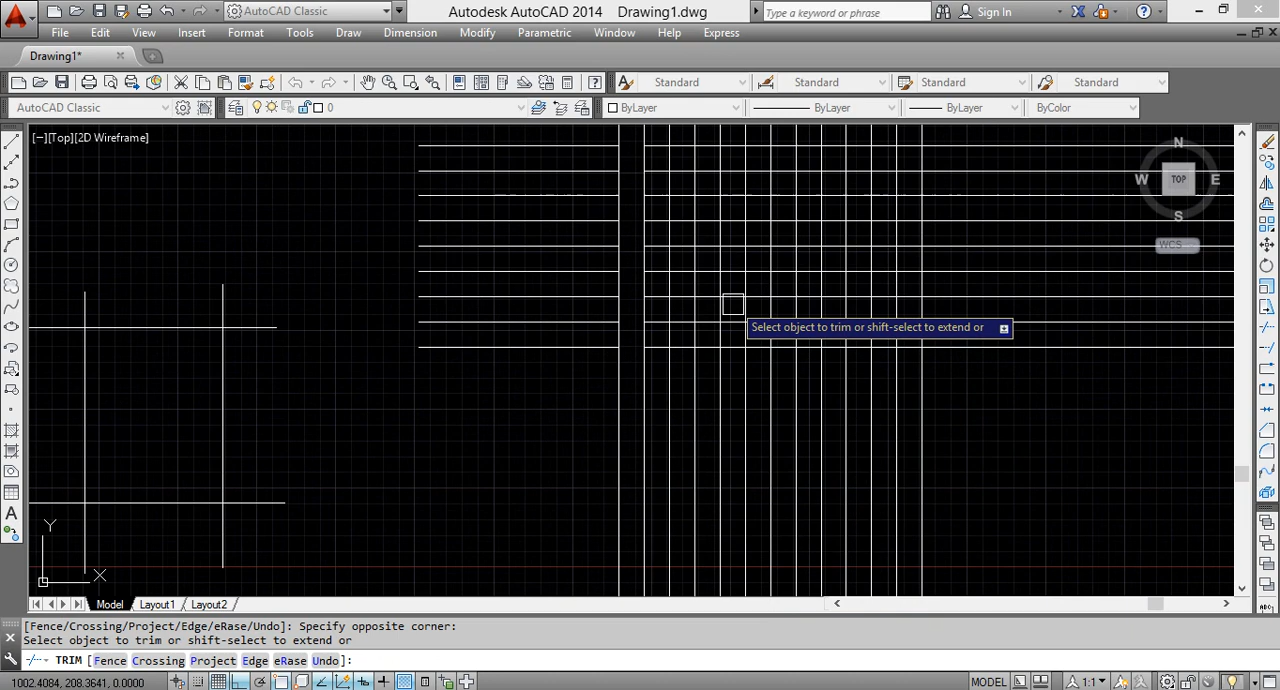 AutoCAD Classic
Autodesk AutoCAD 2014 Drawing1.dwg
Type a keyword or phrase
Sign In
File Edit View Insert Format Tools Draw Dimension Modify Parametric Window Help Express
Drawing1*
Standard Standard Standard Standard
AutoCAD Classic 0 ByLayer ByLayer ByLayer ByColor
[−][Top][2D Wireframe]
N
W TOP E
S
WCS
Select object to trim or shift-select to extend or
Y
X
Model Layout1 Layout2
[Fence/Crossing/Project/Edge/eRase/Undo]: Specify opposite corner:
Select object to trim or shift-select to extend or
TRIM [Fence Crossing Project Edge eRase Undo]:
1002.4084, 208.3641, 0.0000 MODEL 1:1